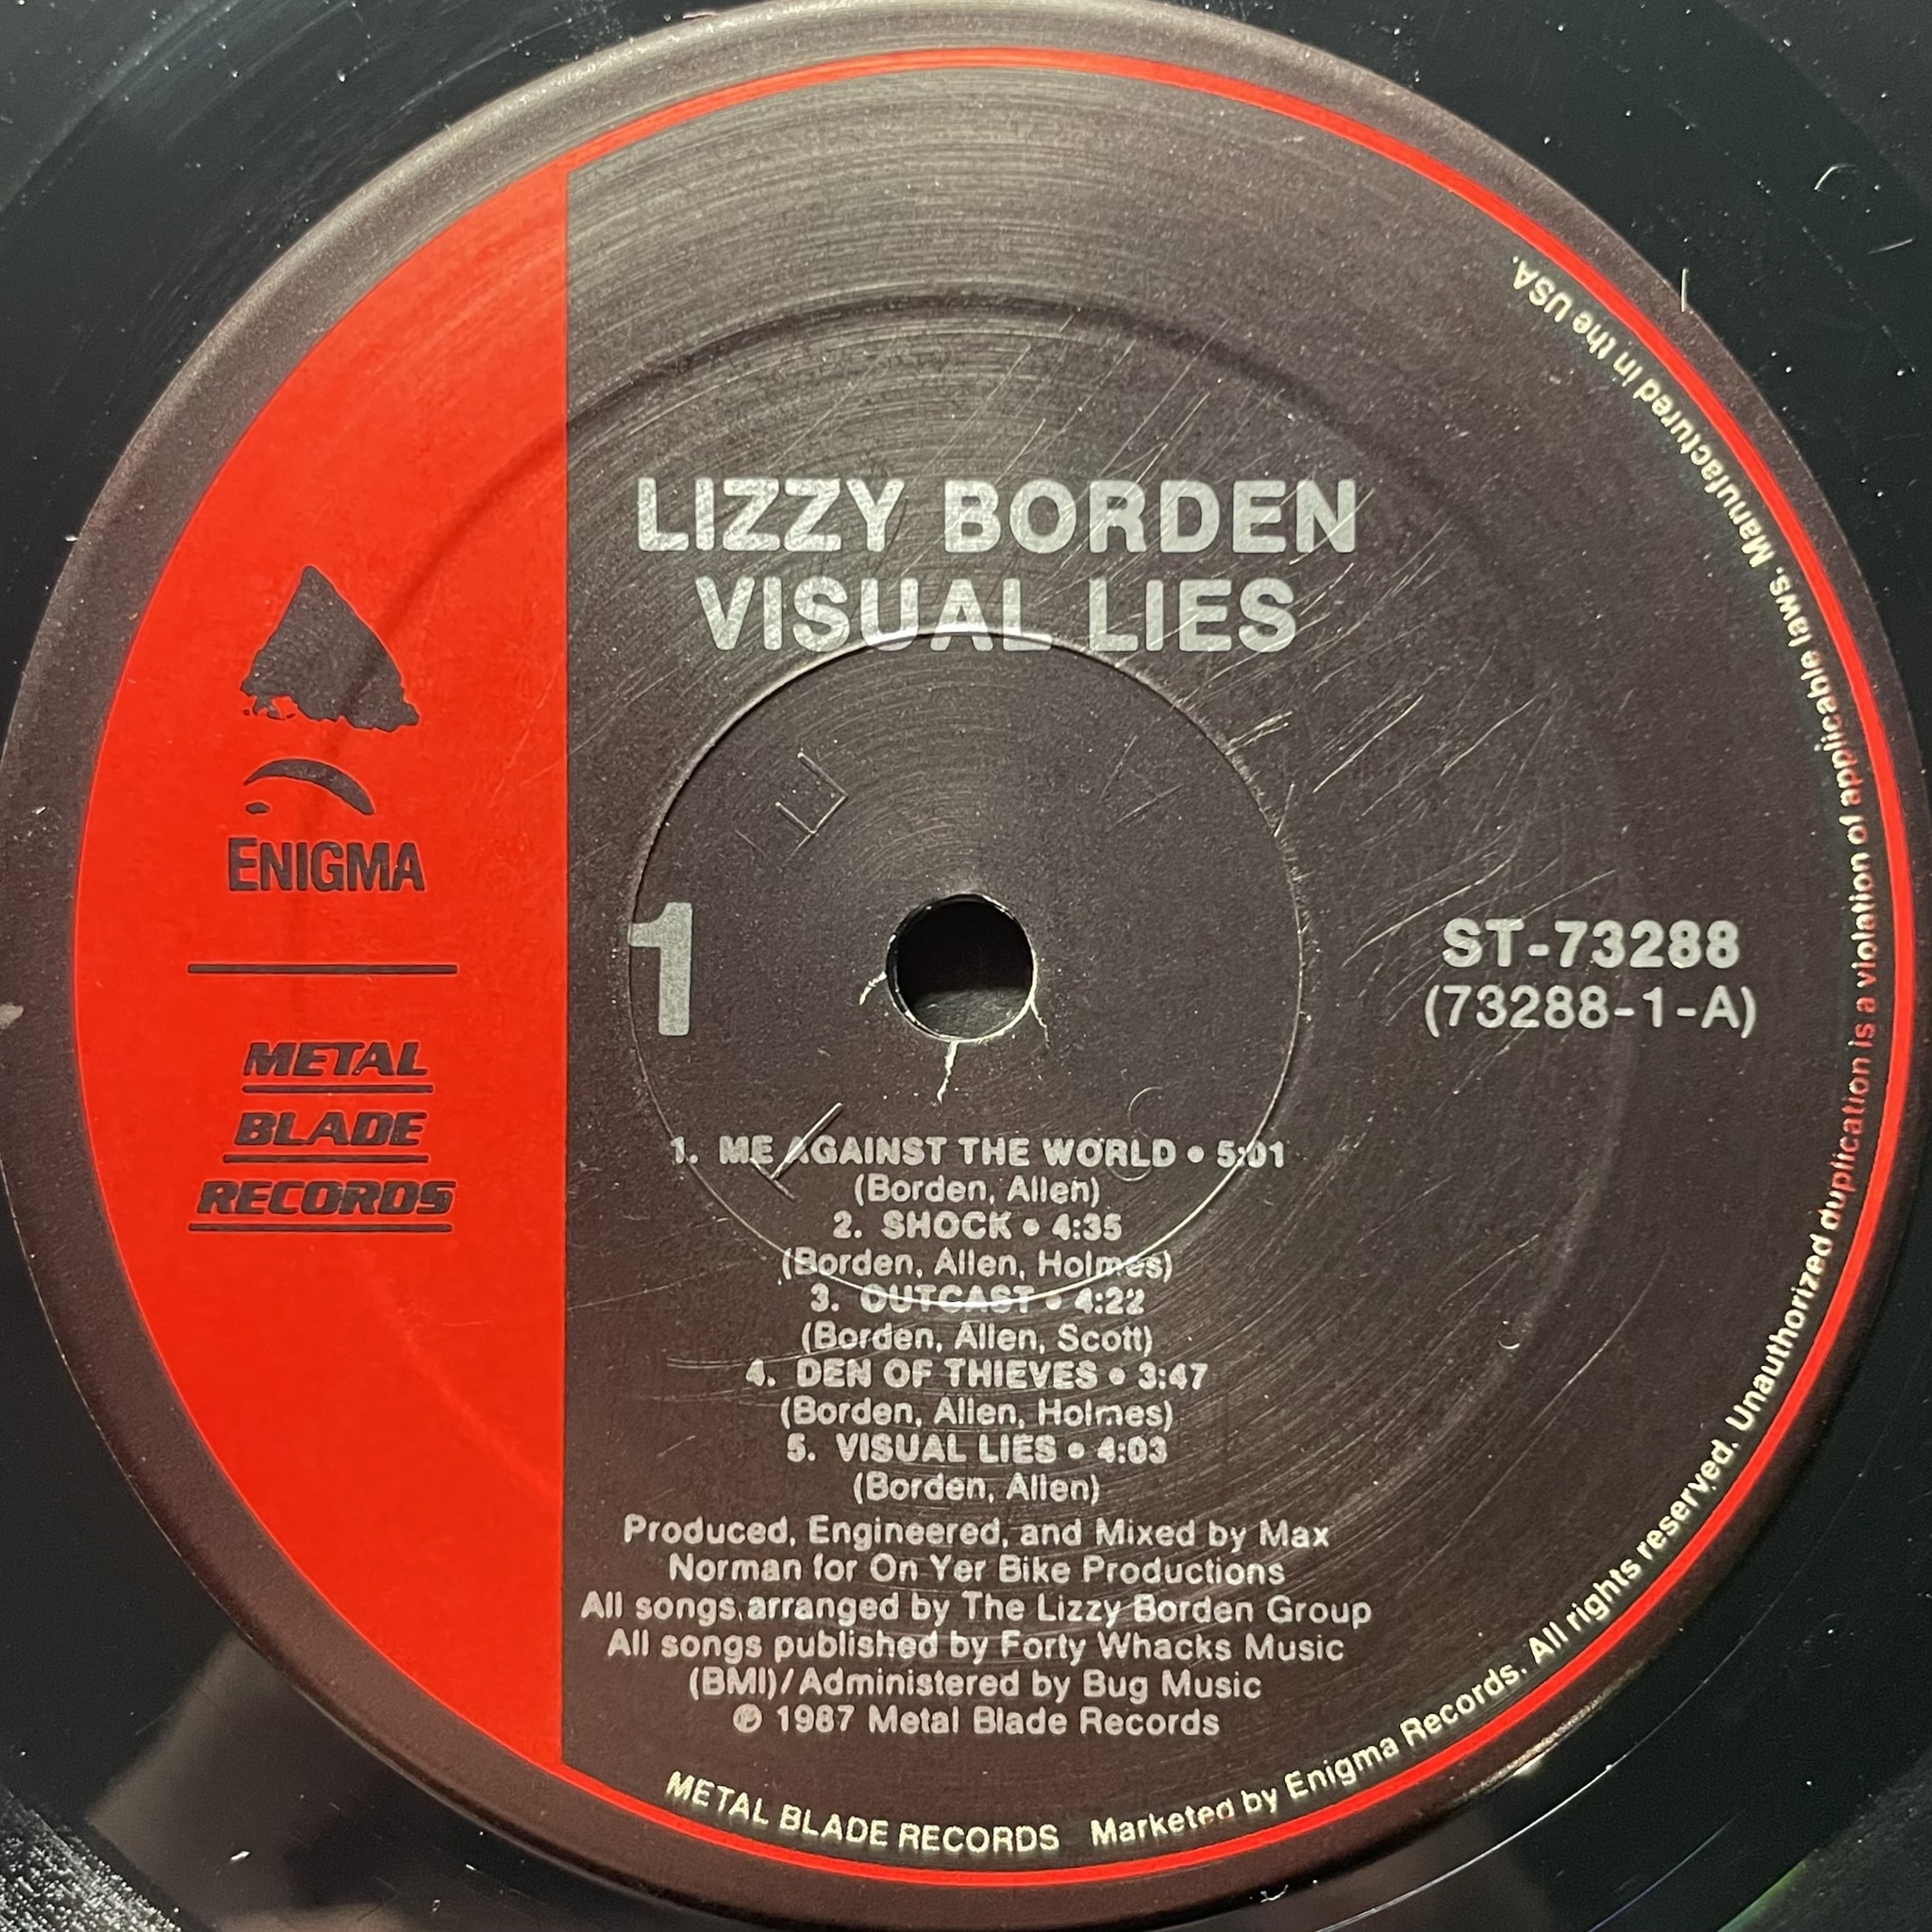 LIZZY BORDEN
VISUAL LIES
ENIGMA
METAL
BLADE
RECORDS
1
ST-73288
(73288-1-A)
1. ME AGAINST THE WORLD • 5:01
(Borden, Allen)
2. SHOCK • 4:35
(Borden, Allen, Holmes)
3. OUTCAST • 4:22
(Borden, Allen, Scott)
4. DEN OF THIEVES • 3:47
(Borden, Allen, Holmes)
5. VISUAL LIES • 4:03
(Borden, Allen)
Produced, Engineered, and Mixed by Max
Norman for On Yer Bike Productions
All songs arranged by The Lizzy Borden Group
All songs published by Forty Whacks Music
(BMI)/Administered by Bug Music
℗ 1987 Metal Blade Records
METAL BLADE RECORDS Marketed by Enigma Records. All rights reserved. Unauthorized duplication is a violation of applicable laws. Manufactured in the USA.